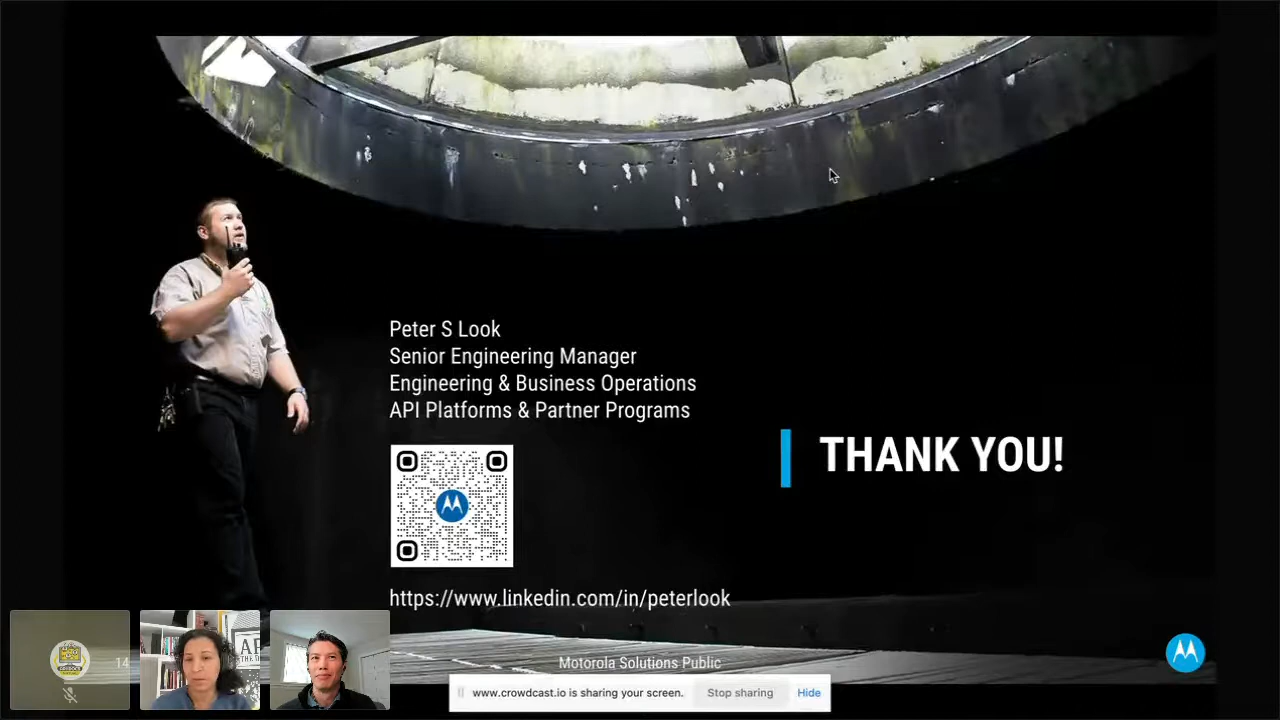 Peter S Look
Senior Engineering Manager
Engineering & Business Operations
API Platforms & Partner Programs
THANK YOU!
https://www.linkedin.com/in/peterlook
Motorola Solutions Public
14
www.crowdcast.io is sharing your screen.
Stop sharing
Hide